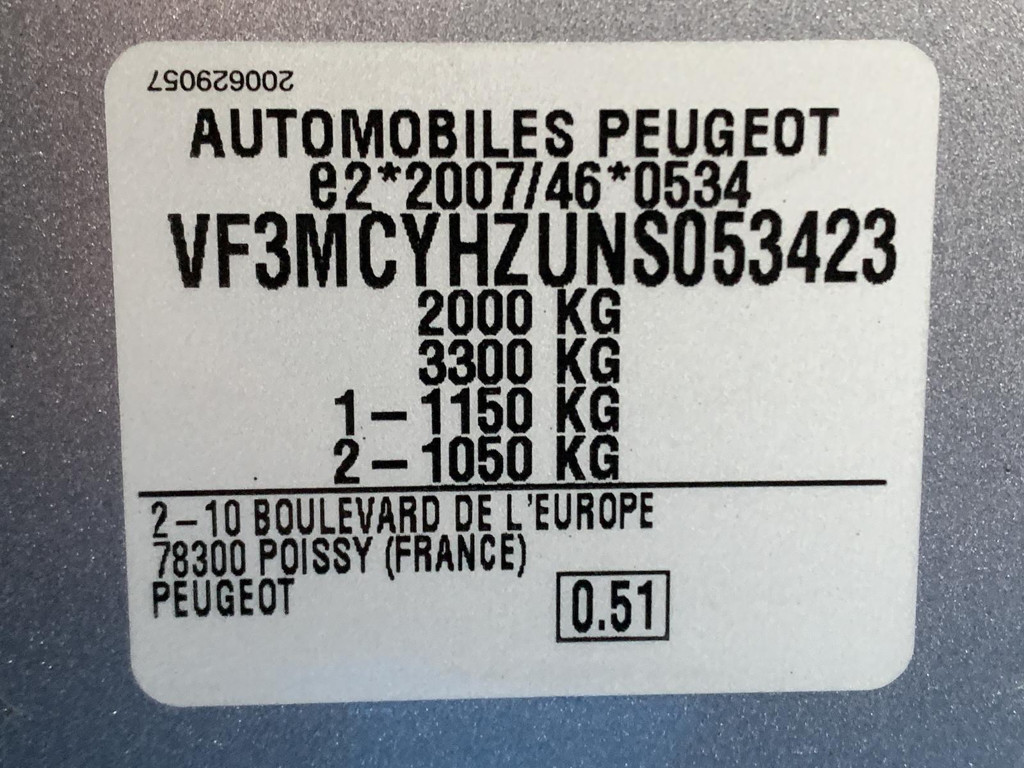 200629057
AUTOMOBILES PEUGEOT
e2*2007/46*0534
VF3MCYHZUNS053423
2000 KG
3300 KG
1-1150 KG
2-1050 KG
2-10 BOULEVARD DE L'EUROPE
78300 POISSY (FRANCE)
PEUGEOT
0.51